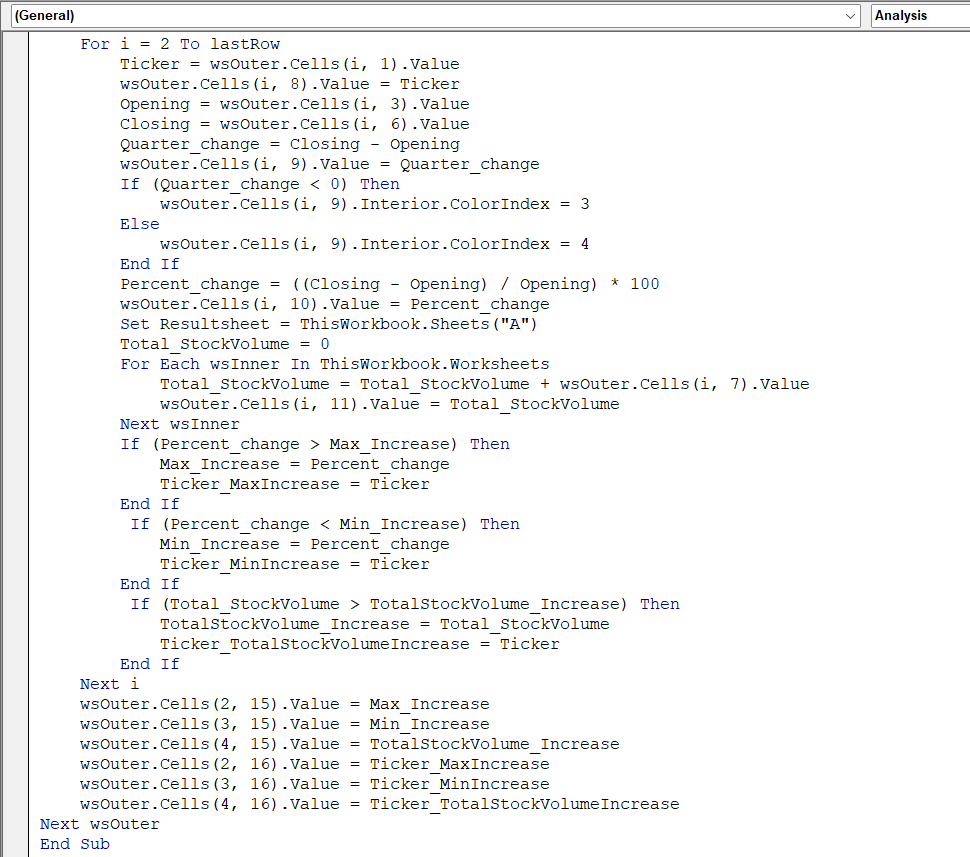 (General)
Analysis
For i = 2 To lastRow
Ticker = wsOuter.Cells(i, 1).Value
wsOuter.Cells(i, 8).Value = Ticker
Opening = wsOuter.Cells(i, 3).Value
Closing = wsOuter.Cells(i, 6).Value
Quarter_change = Closing - Opening
wsOuter.Cells(i, 9).Value = Quarter_change
If (Quarter_change < 0) Then
wsOuter.Cells(i, 9).Interior.ColorIndex = 3
Else
wsOuter.Cells(i, 9).Interior.ColorIndex = 4
End If
Percent_change = ((Closing - Opening) / Opening) * 100
wsOuter.Cells(i, 10).Value = Percent_change
Set Resultsheet = ThisWorkbook.Sheets("A")
Total_StockVolume = 0
For Each wsInner In ThisWorkbook.Worksheets
Total_StockVolume = Total_StockVolume + wsOuter.Cells(i, 7).Value
wsOuter.Cells(i, 11).Value = Total_StockVolume
Next wsInner
If (Percent_change > Max_Increase) Then
Max_Increase = Percent_change
Ticker_MaxIncrease = Ticker
End If
If (Percent_change < Min_Increase) Then
Min_Increase = Percent_change
Ticker_MinIncrease = Ticker
End If
If (Total_StockVolume > TotalStockVolume_Increase) Then
TotalStockVolume_Increase = Total_StockVolume
Ticker_TotalStockVolumeIncrease = Ticker
End If
Next i
wsOuter.Cells(2, 15).Value = Max_Increase
wsOuter.Cells(3, 15).Value = Min_Increase
wsOuter.Cells(4, 15).Value = TotalStockVolume_Increase
wsOuter.Cells(2, 16).Value = Ticker_MaxIncrease
wsOuter.Cells(3, 16).Value = Ticker_MinIncrease
wsOuter.Cells(4, 16).Value = Ticker_TotalStockVolumeIncrease
Next wsOuter
End Sub